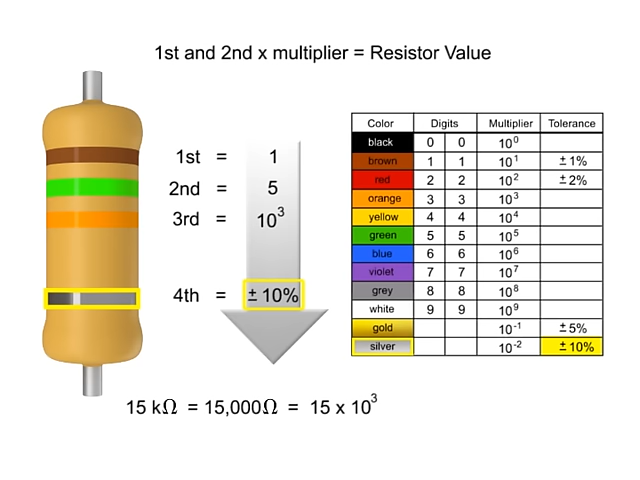 1st and 2nd x multiplier = Resistor Value
1st = 1
2nd = 5
3rd = 10³
4th = ± 10%
Color Digits Multiplier Tolerance
black 0 0 10⁰
brown 1 1 10¹ ± 1%
red 2 2 10² ± 2%
orange 3 3 10³
yellow 4 4 10⁴
green 5 5 10⁵
blue 6 6 10⁶
violet 7 7 10⁷
grey 8 8 10⁸
white 9 9 10⁹
gold 10⁻¹ ± 5%
silver 10⁻² ± 10%
15 kΩ = 15,000Ω = 15 x 10³